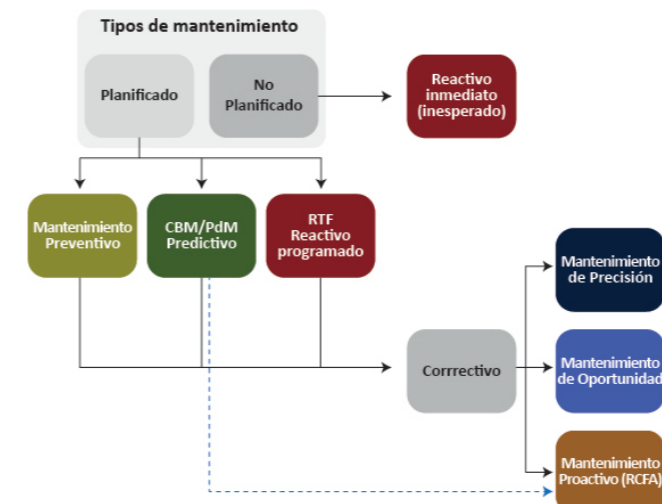 Tipos de mantenimiento
Planificado
No
Planificado
Reactivo
inmediato
(inesperado)
Mantenimiento
Preventivo
CBM/PdM
Predictivo
RTF
Reactivo
programado
Corrrectivo
Mantenimiento
de Precisión
Mantenimiento
de Oportunidad
Mantenimiento
Proactivo (RCFA)